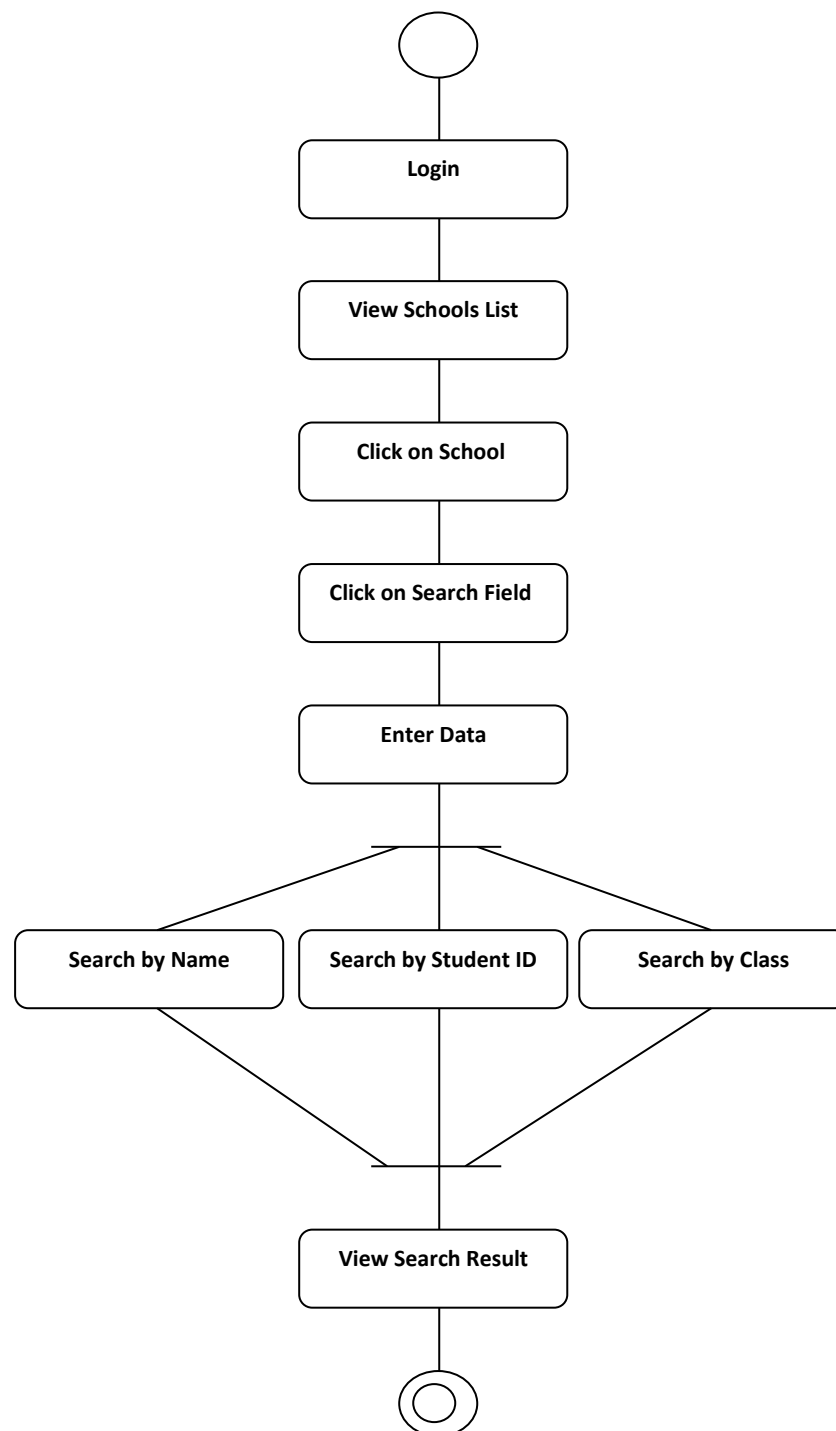 Login
View Schools List
Click on School
Click on Search Field
Enter Data
Search by Name
Search by Student ID
Search by Class
View Search Result